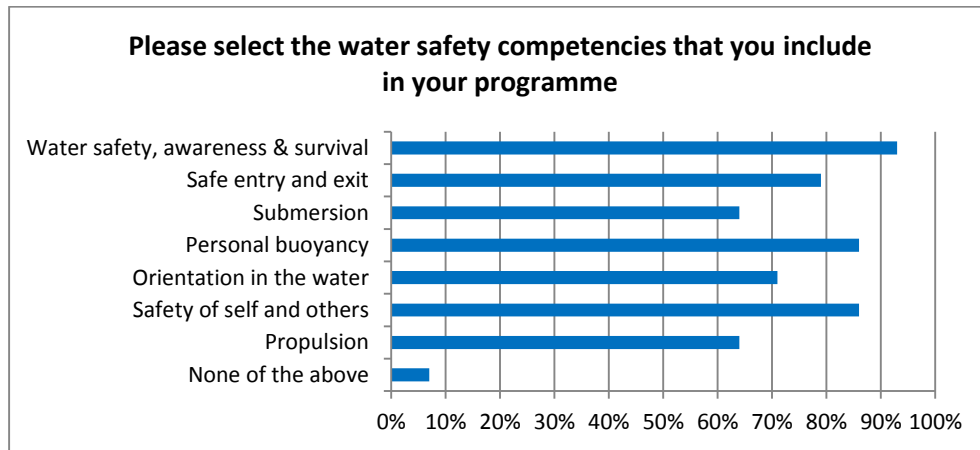 Please select the water safety competencies that you include
in your programme
Water safety, awareness & survival
Safe entry and exit
Submersion
Personal buoyancy
Orientation in the water
Safety of self and others
Propulsion
None of the above
0% 10% 20% 30% 40% 50% 60% 70% 80% 90% 100%